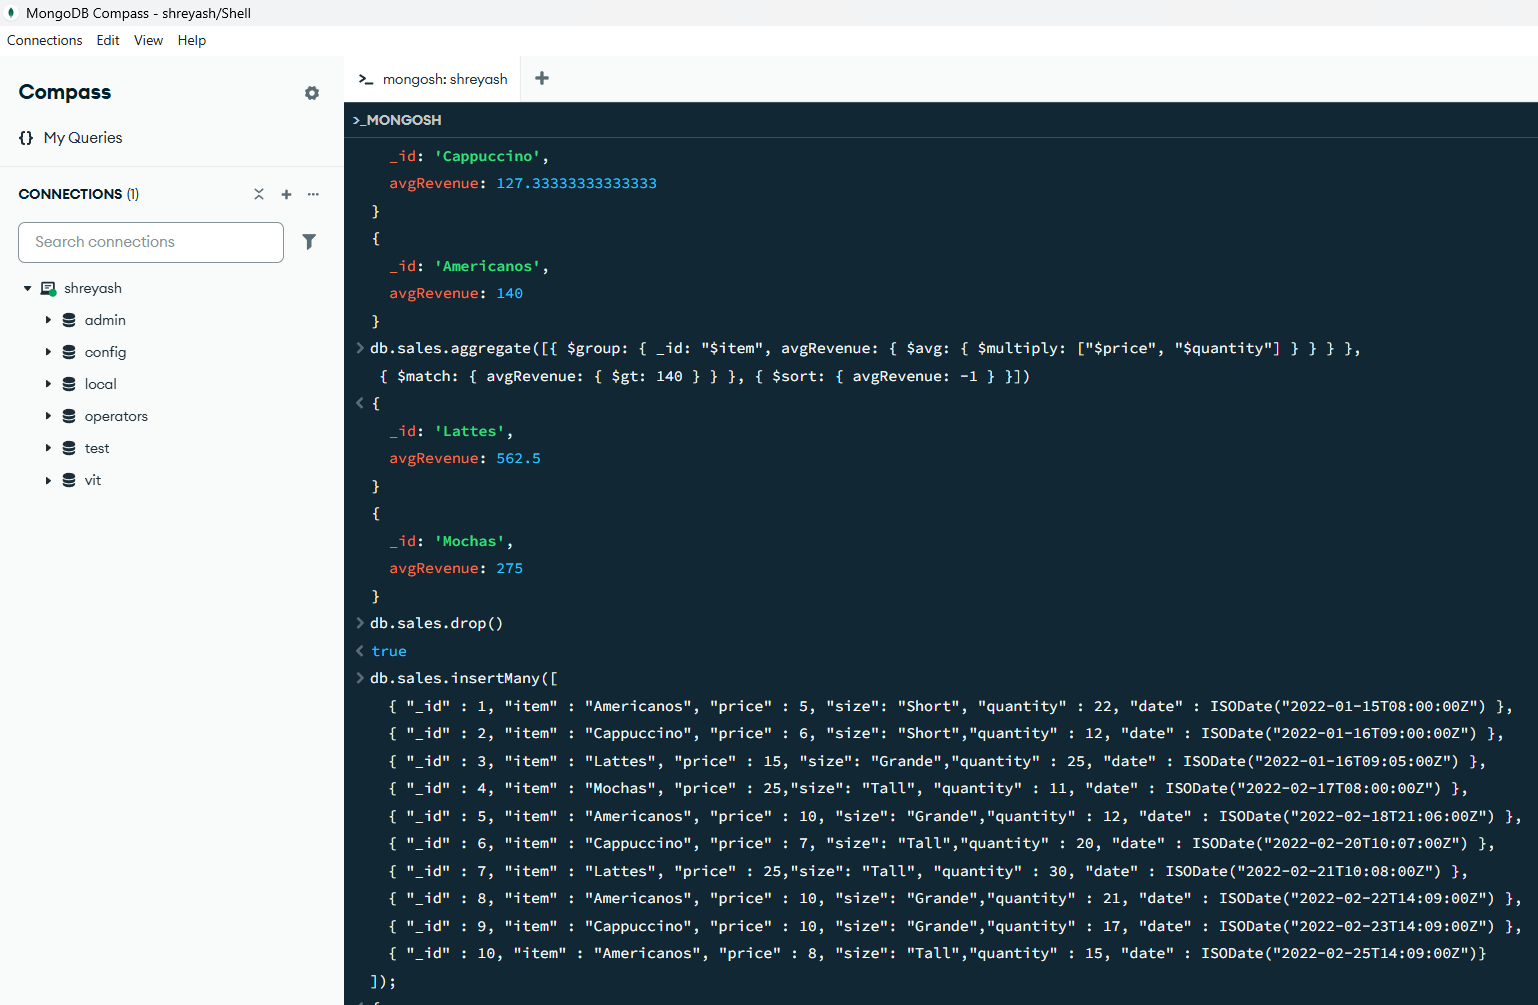 MongoDB Compass - shreyash/Shell
Connections Edit View Help
Compass
{} My Queries
CONNECTIONS (1)
Search connections
shreyash
admin
config
local
operators
test
vit
>_ mongosh: shreyash +
>_MONGOSH
_id: 'Cappuccino',
avgRevenue: 127.33333333333333
}
{
_id: 'Americanos',
avgRevenue: 140
}
> db.sales.aggregate([{ $group: { _id: "$item", avgRevenue: { $avg: { $multiply: ["$price", "$quantity"] } } } },
{ $match: { avgRevenue: { $gt: 140 } } }, { $sort: { avgRevenue: -1 } }])
< {
_id: 'Lattes',
avgRevenue: 562.5
}
{
_id: 'Mochas',
avgRevenue: 275
}
> db.sales.drop()
< true
> db.sales.insertMany([
{ "_id" : 1, "item" : "Americanos", "price" : 5, "size": "Short", "quantity" : 22, "date" : ISODate("2022-01-15T08:00:00Z") },
{ "_id" : 2, "item" : "Cappuccino", "price" : 6, "size": "Short","quantity" : 12, "date" : ISODate("2022-01-16T09:00:00Z") },
{ "_id" : 3, "item" : "Lattes", "price" : 15, "size": "Grande","quantity" : 25, "date" : ISODate("2022-01-16T09:05:00Z") },
{ "_id" : 4, "item" : "Mochas", "price" : 25,"size": "Tall", "quantity" : 11, "date" : ISODate("2022-02-17T08:00:00Z") },
{ "_id" : 5, "item" : "Americanos", "price" : 10, "size": "Grande","quantity" : 12, "date" : ISODate("2022-02-18T21:06:00Z") },
{ "_id" : 6, "item" : "Cappuccino", "price" : 7, "size": "Tall","quantity" : 20, "date" : ISODate("2022-02-20T10:07:00Z") },
{ "_id" : 7, "item" : "Lattes", "price" : 25,"size": "Tall", "quantity" : 30, "date" : ISODate("2022-02-21T10:08:00Z") },
{ "_id" : 8, "item" : "Americanos", "price" : 10, "size": "Grande","quantity" : 21, "date" : ISODate("2022-02-22T14:09:00Z") },
{ "_id" : 9, "item" : "Cappuccino", "price" : 10, "size": "Grande","quantity" : 17, "date" : ISODate("2022-02-23T14:09:00Z") },
{ "_id" : 10, "item" : "Americanos", "price" : 8, "size": "Tall","quantity" : 15, "date" : ISODate("2022-02-25T14:09:00Z")}
]);